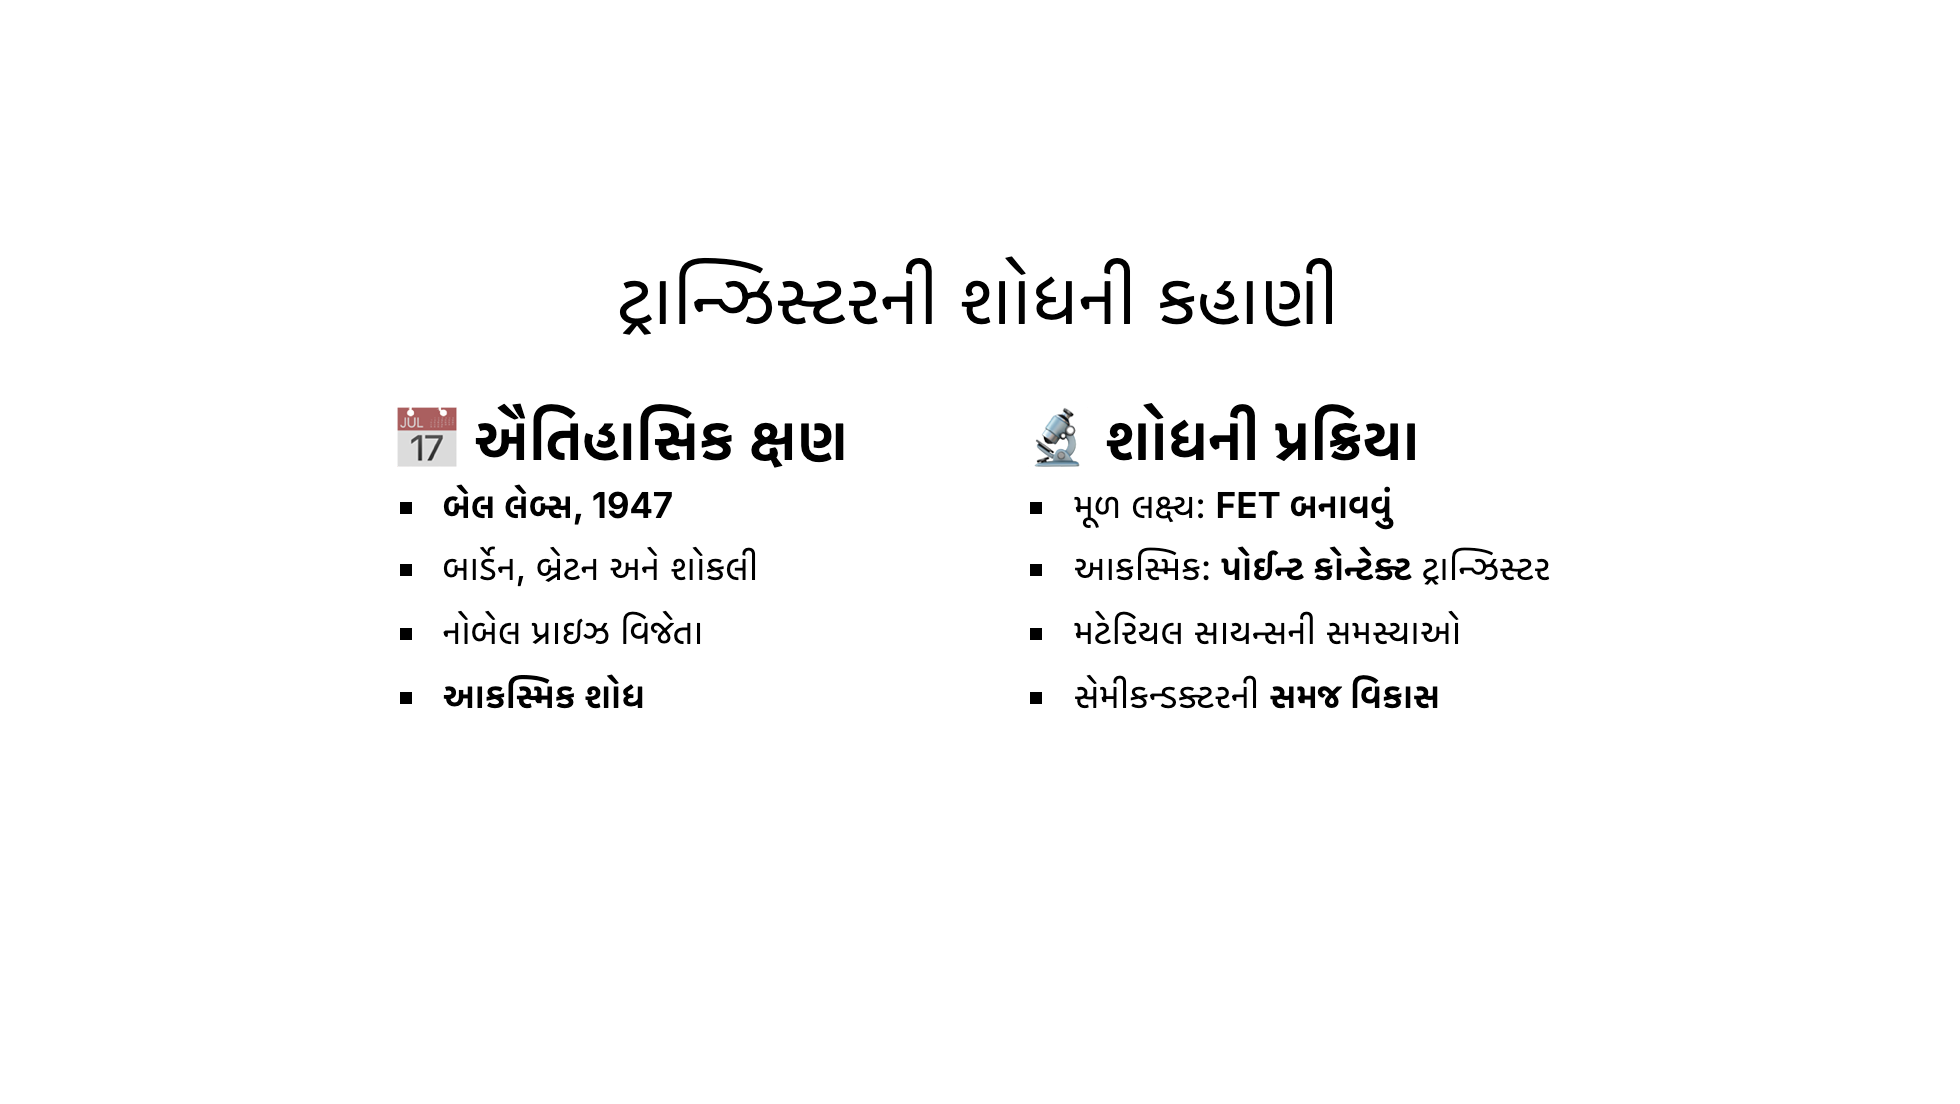 ટ્રાન્ઝિસ્ટરની શોધની કહાણી
📅 ઐતિહાસિક ક્ષણ
▪ બેલ લેબ્સ, 1947
▪ બાર્ડેન, બ્રેટન અને શોકલી
▪ નોબેલ પ્રાઇઝ વિજેતા
▪ આકસ્મિક શોધ
🔬 શોધની પ્રક્રિયા
▪ મૂળ લક્ષ્ય: FET બનાવવું
▪ આકસ્મિક: પોઈન્ટ કોન્ટેક્ટ ટ્રાન્ઝિસ્ટર
▪ મટેરિયલ સાયન્સની સમસ્યાઓ
▪ સેમીકન્ડક્ટરની સમજ વિકાસ